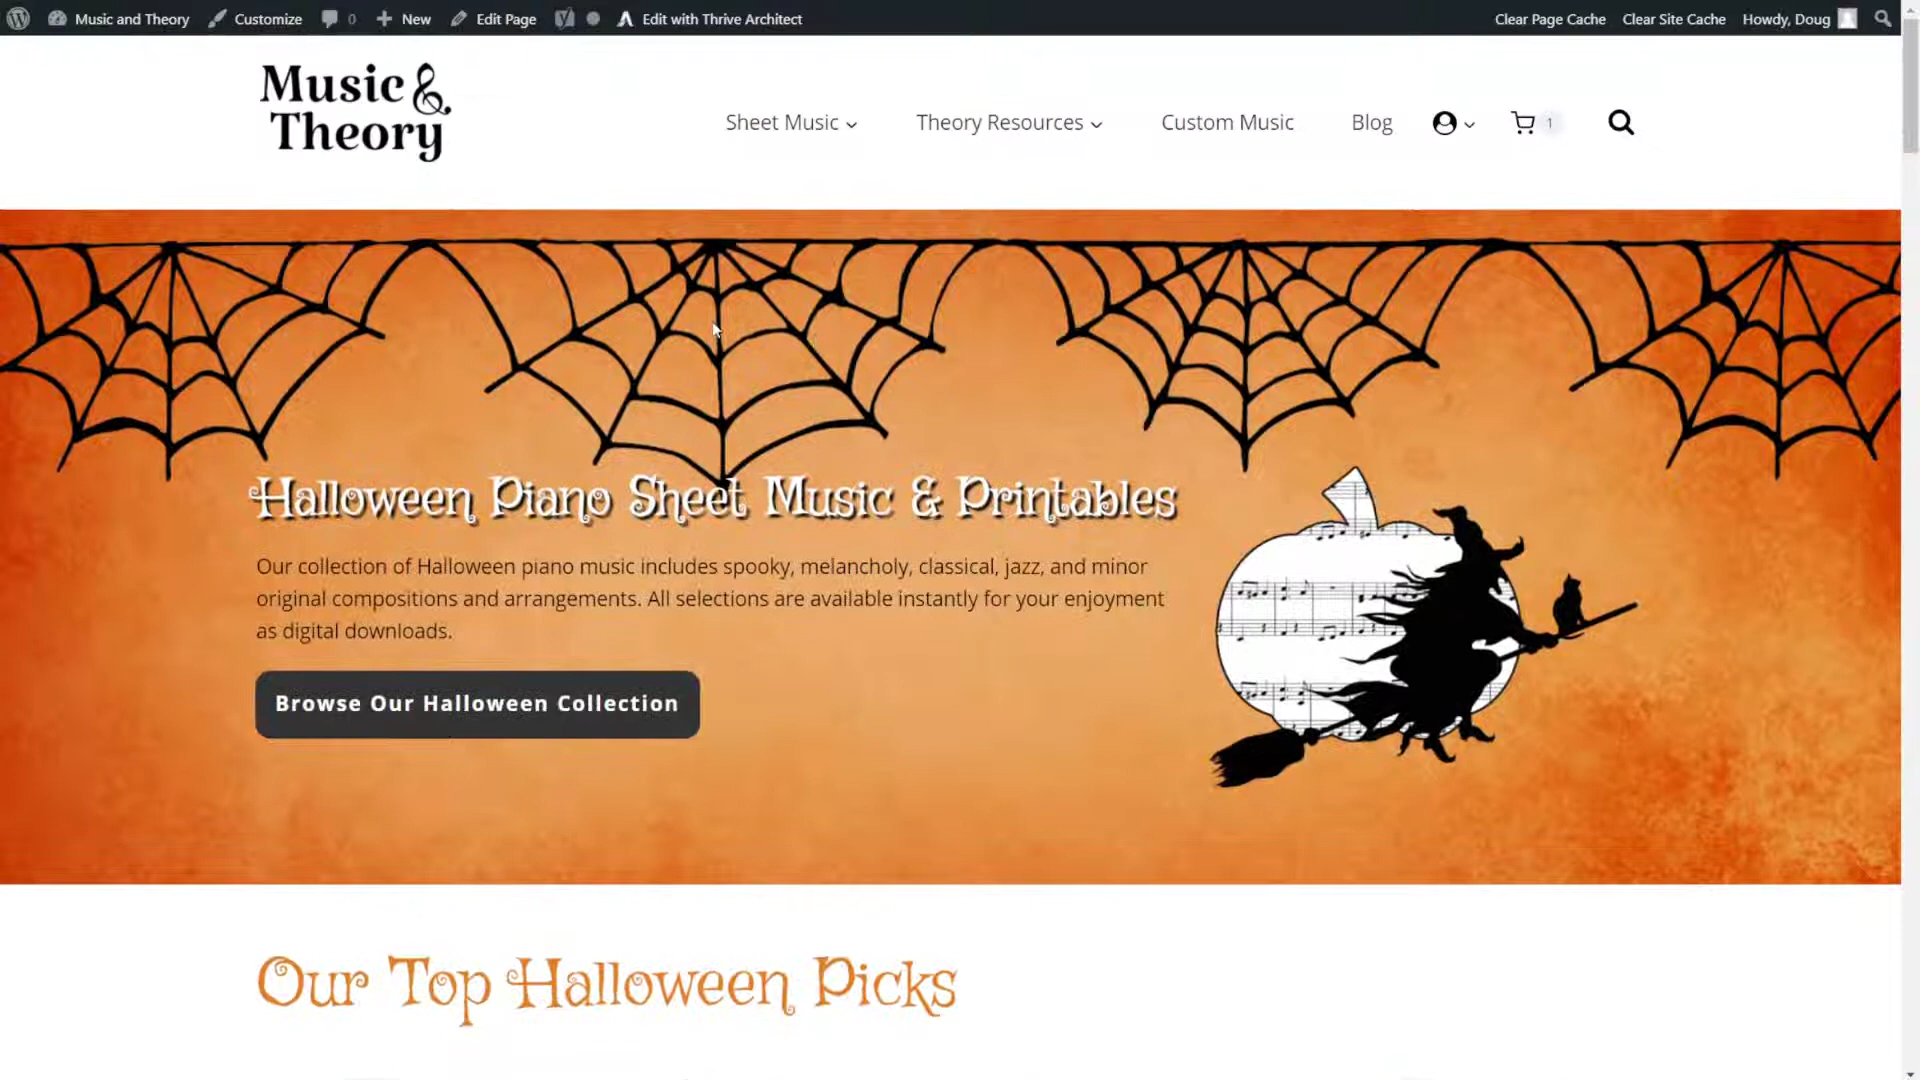 Music and Theory Customize 0 New Edit Page Edit with Thrive Architect Clear Page Cache Clear Site Cache Howdy, Doug
Music &
Theory
Sheet Music Theory Resources Custom Music Blog 1
Halloween Piano Sheet Music & Printables
Our collection of Halloween piano music includes spooky, melancholy, classical, jazz, and minor
original compositions and arrangements. All selections are available instantly for your enjoyment
as digital downloads.
Browse Our Halloween Collection
Our Top Halloween Picks